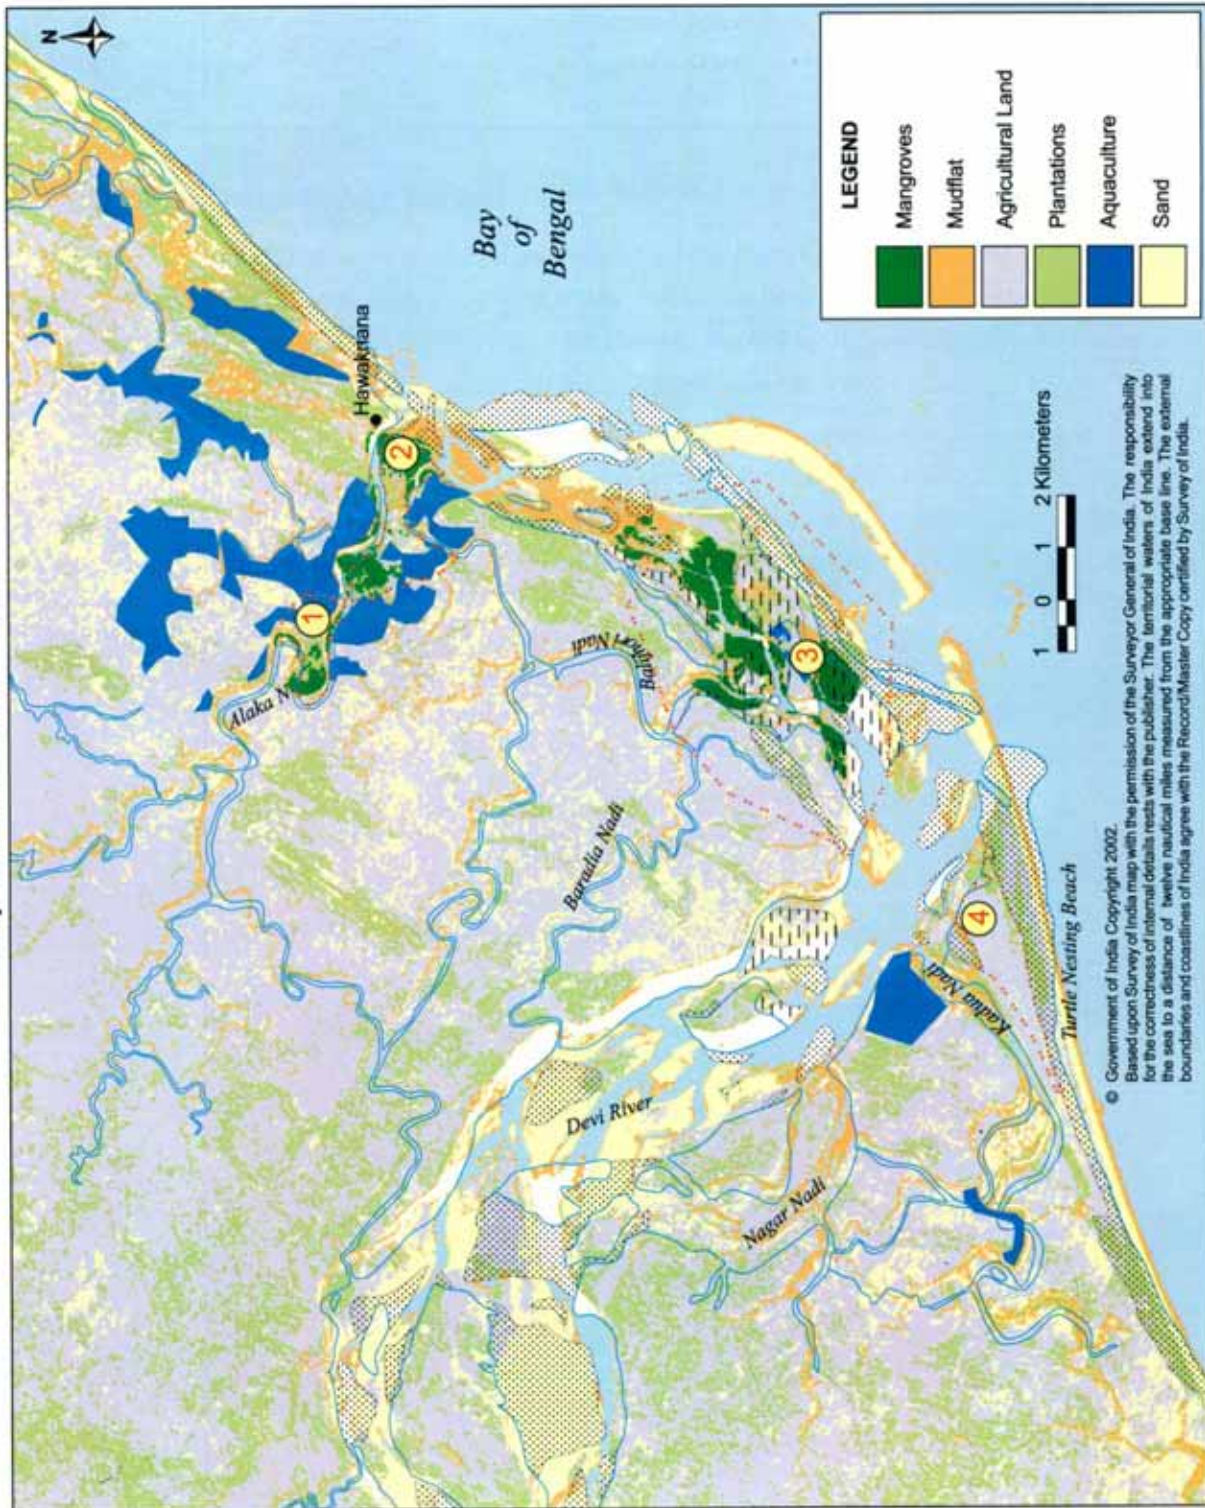 N
Bay
of
Bengal
Hawakhana
1
2
3
4
Alaka N
Balighori Nadi
Baradia Nadi
Devi River
Nagar Nadi
Kadua Nadi
Turtle Nesting Beach
1 0 1 2 Kilometers
LEGEND
Mangroves
Mudflat
Agricultural Land
Plantations
Aquaculture
Sand
© Government of India Copyright 2002.
Based upon Survey of India map with the permission of the Surveyor General of India. The responsibility
for the correctness of internal details rests with the publisher. The territorial waters of India extend into
the sea to a distance of twelve nautical miles measured from the appropriate base line. The external
boundaries and coastlines of India agree with the Record/Master Copy certified by Survey of India.